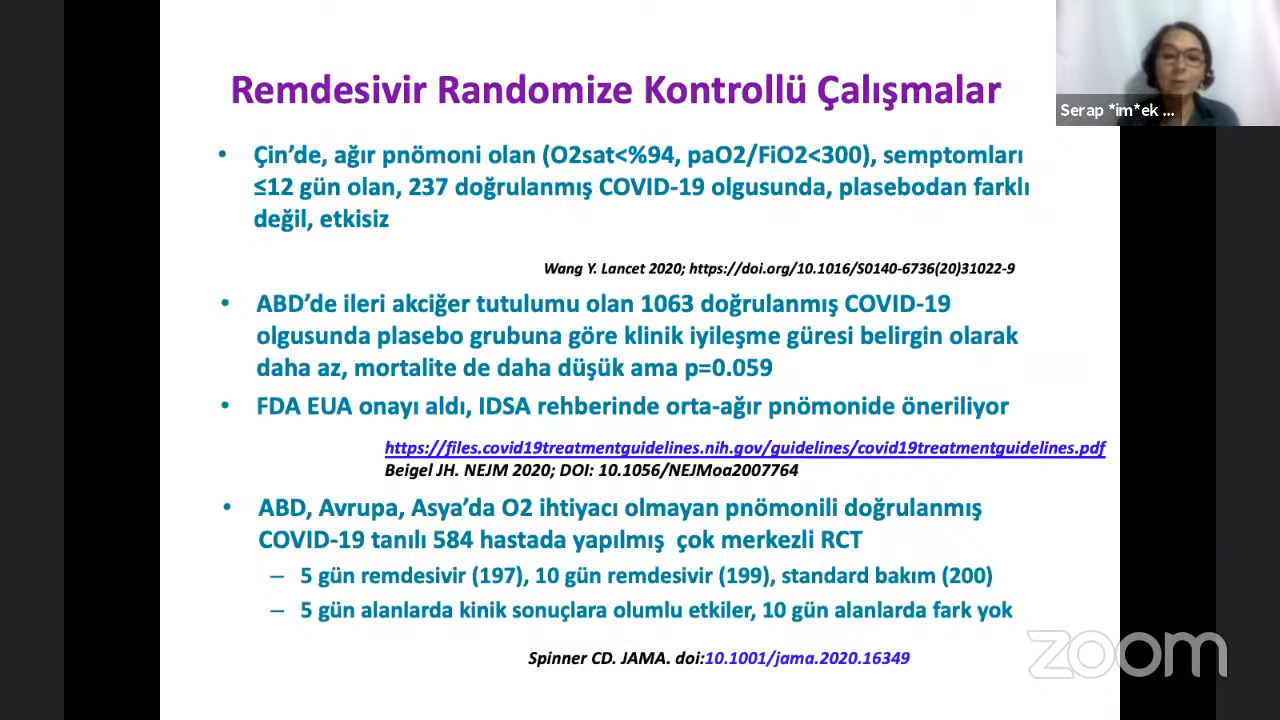 Remdesivir Randomize Kontrollü Çalışmalar
Serap *im*ek ...
• Çin’de, ağır pnömoni olan (O2sat<%94, paO2/FiO2<300), semptomları
≤12 gün olan, 237 doğrulanmış COVID-19 olgusunda, plasebodan farklı
değil, etkisiz
Wang Y. Lancet 2020; https://doi.org/10.1016/S0140-6736(20)31022-9
• ABD’de ileri akciğer tutulumu olan 1063 doğrulanmış COVID-19
olgusunda plasebo grubuna göre klinik iyileşme güresi belirgin olarak
daha az, mortalite de daha düşük ama p=0.059
• FDA EUA onayı aldı, IDSA rehberinde orta-ağır pnömonide öneriliyor
https://files.covid19treatmentguidelines.nih.gov/guidelines/covid19treatmentguidelines.pdf
Beigel JH. NEJM 2020; DOI: 10.1056/NEJMoa2007764
• ABD, Avrupa, Asya’da O2 ihtiyacı olmayan pnömonili doğrulanmış
COVID-19 tanılı 584 hastada yapılmış çok merkezli RCT
– 5 gün remdesivir (197), 10 gün remdesivir (199), standard bakım (200)
– 5 gün alanlarda kinik sonuçlara olumlu etkiler, 10 gün alanlarda fark yok
Spinner CD. JAMA. doi:10.1001/jama.2020.16349
zoom